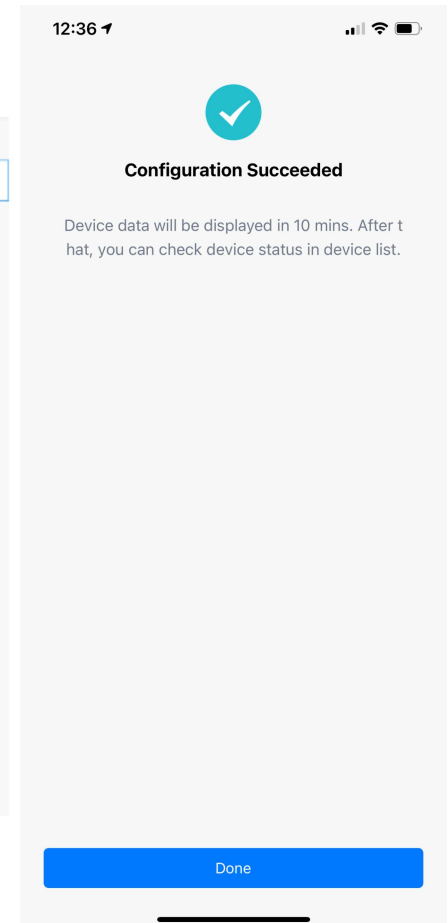 12:36
Configuration Succeeded
Device data will be displayed in 10 mins. After t
hat, you can check device status in device list.
Done